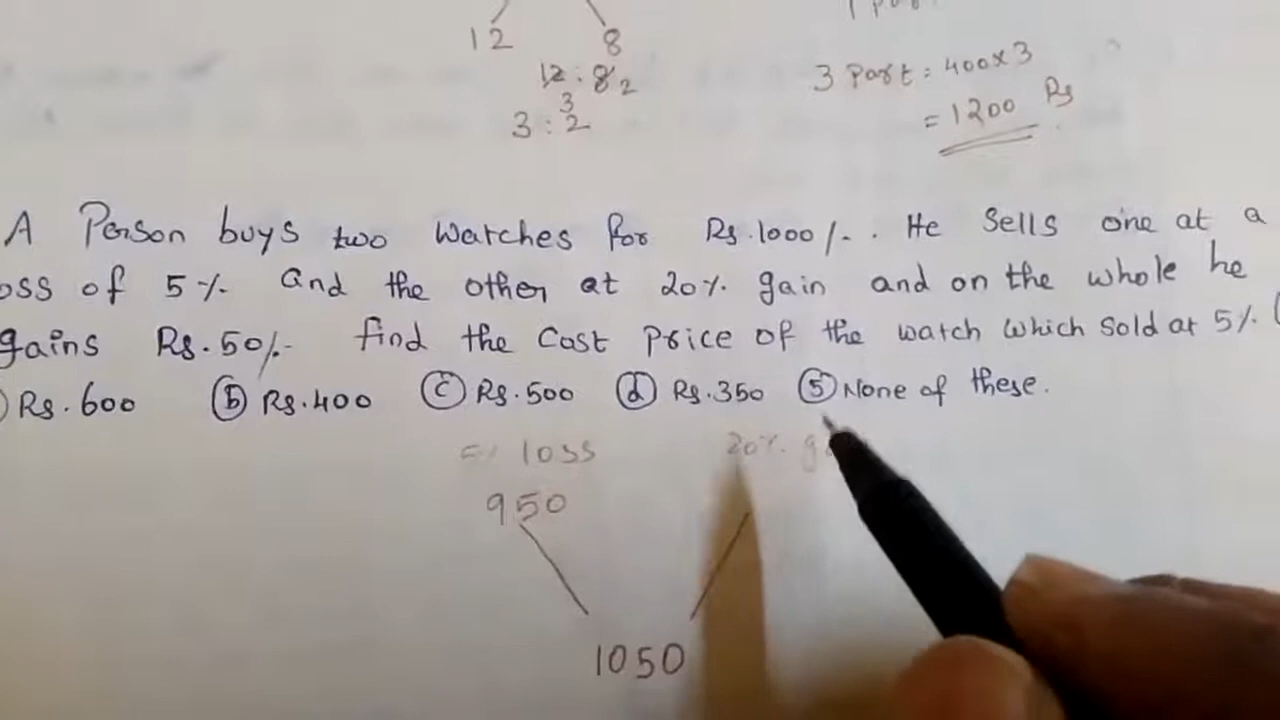 12 8
12 : 8 2
3
3 : 2
3 Part = 400x3
= 1200 Rs
A Person buys two watches for Rs.1000/-. He sells one at a
oss of 5% and the other at 20% gain and on the whole he
gains Rs.50/- find the Cost Price of the watch which sold at 5%
Rs.600 (b) Rs.400 (c) Rs.500 (d) Rs.350 (5) None of these.
loss 20%
950
1050